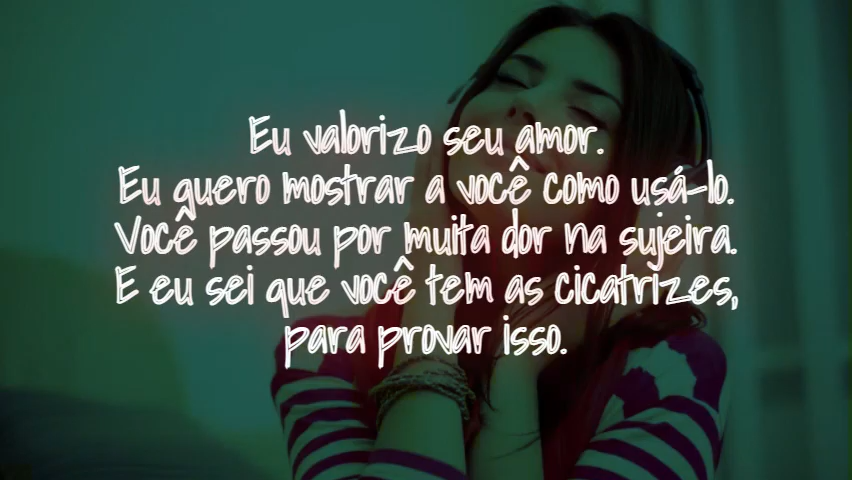 Eu valorizo seu amor.
Eu quero mostrar a você como usá-lo.
Você passou por muita dor na sujeira.
E eu sei que você tem as cicatrizes,
para provar isso.